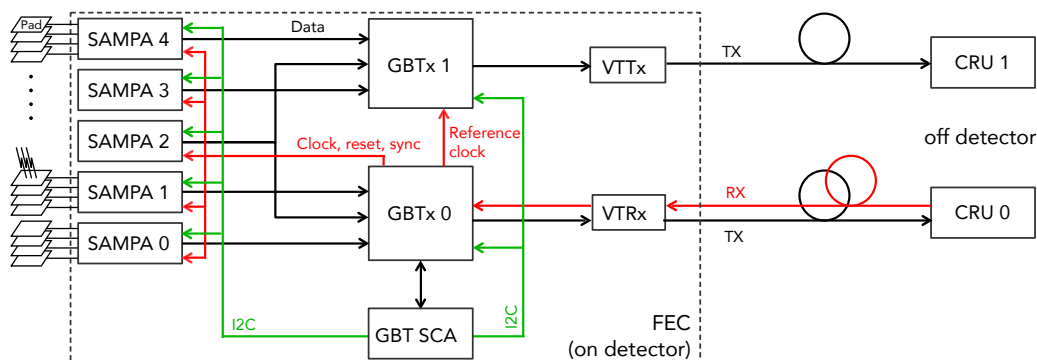 Pad
SAMPA 4
Data
GBTx 1
VTTx
TX
CRU 1
SAMPA 3
SAMPA 2
Clock, reset, sync
Reference
clock
off detector
SAMPA 1
GBTx 0
VTRx
RX
TX
CRU 0
SAMPA 0
I2C
GBT SCA
I2C
FEC
(on detector)